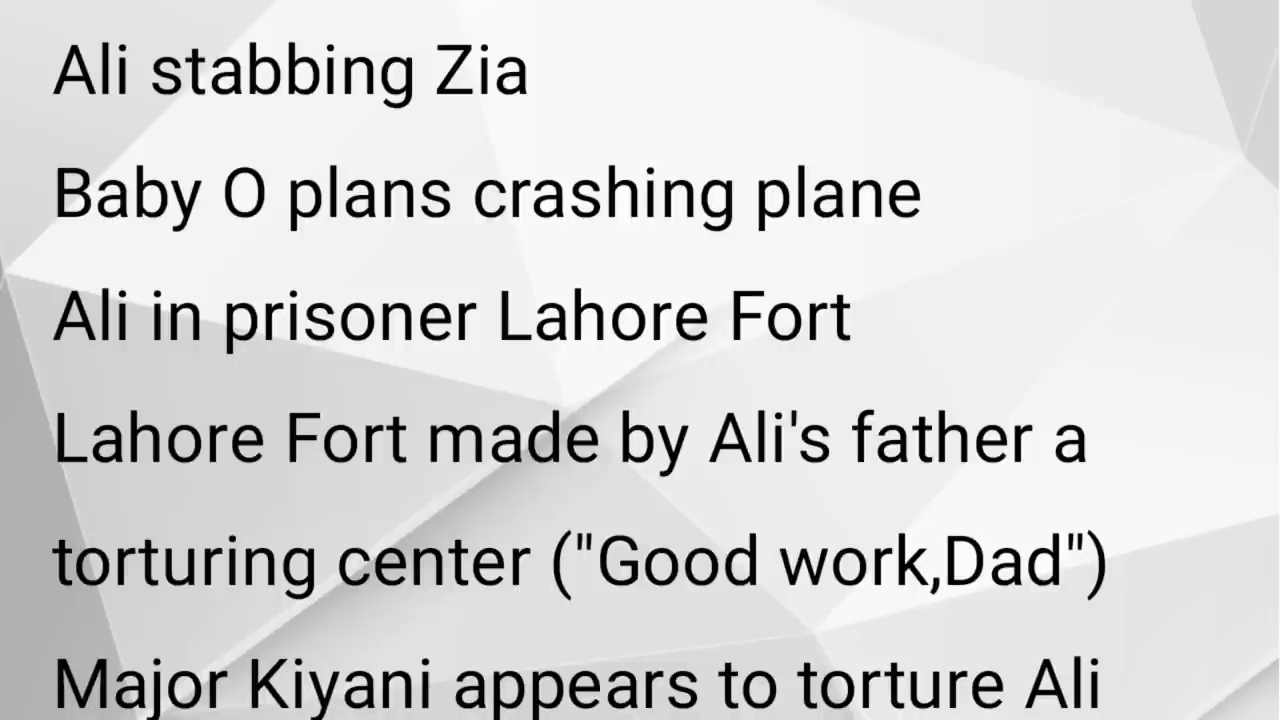 Ali stabbing Zia
Baby O plans crashing plane
Ali in prisoner Lahore Fort
Lahore Fort made by Ali's father a
torturing center ("Good work,Dad")
Major Kiyani appears to torture Ali